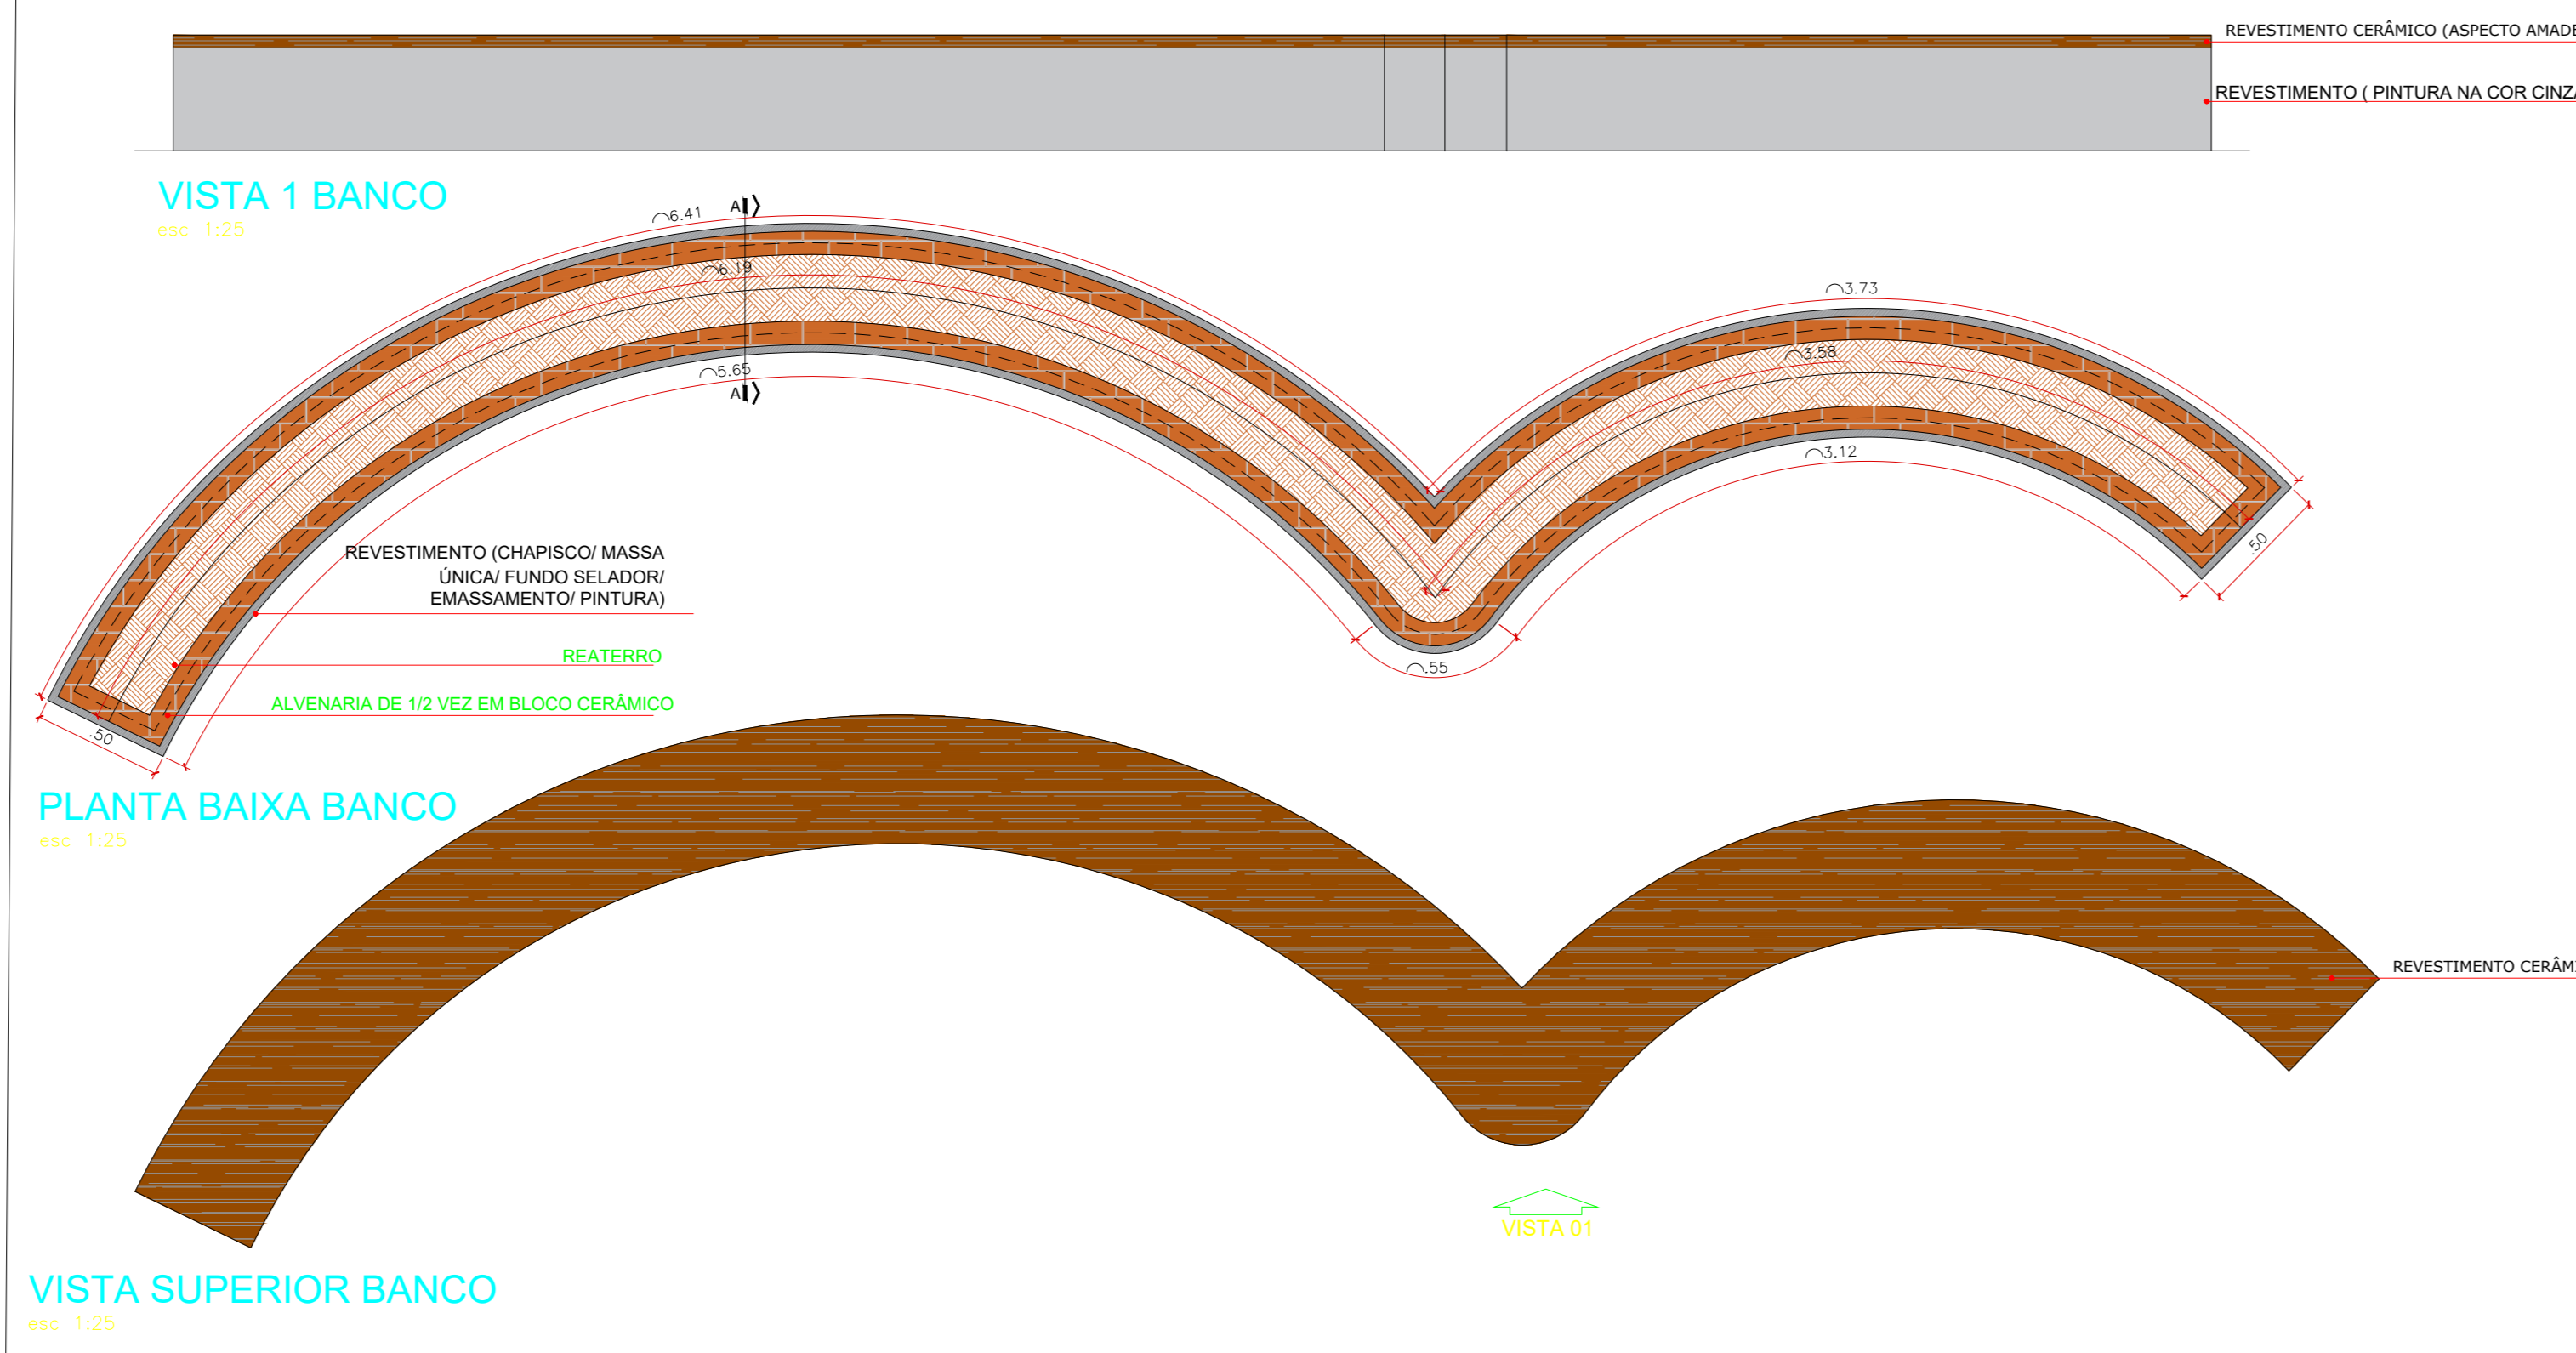 REVESTIMENTO CERÂMICO (ASPECTO AMADE
REVESTIMENTO ( PINTURA NA COR CINZA
VISTA 1 BANCO
esc 1:25
6.41
A
6.19
5.65
A
3.73
3.58
3.12
.50
.55
REVESTIMENTO (CHAPISCO/ MASSA
ÚNICA/ FUNDO SELADOR/
EMASSAMENTO/ PINTURA)
REATERRO
ALVENARIA DE 1/2 VEZ EM BLOCO CERÂMICO
.50
PLANTA BAIXA BANCO
esc 1:25
REVESTIMENTO CERÂMI
VISTA 01
VISTA SUPERIOR BANCO
esc 1:25